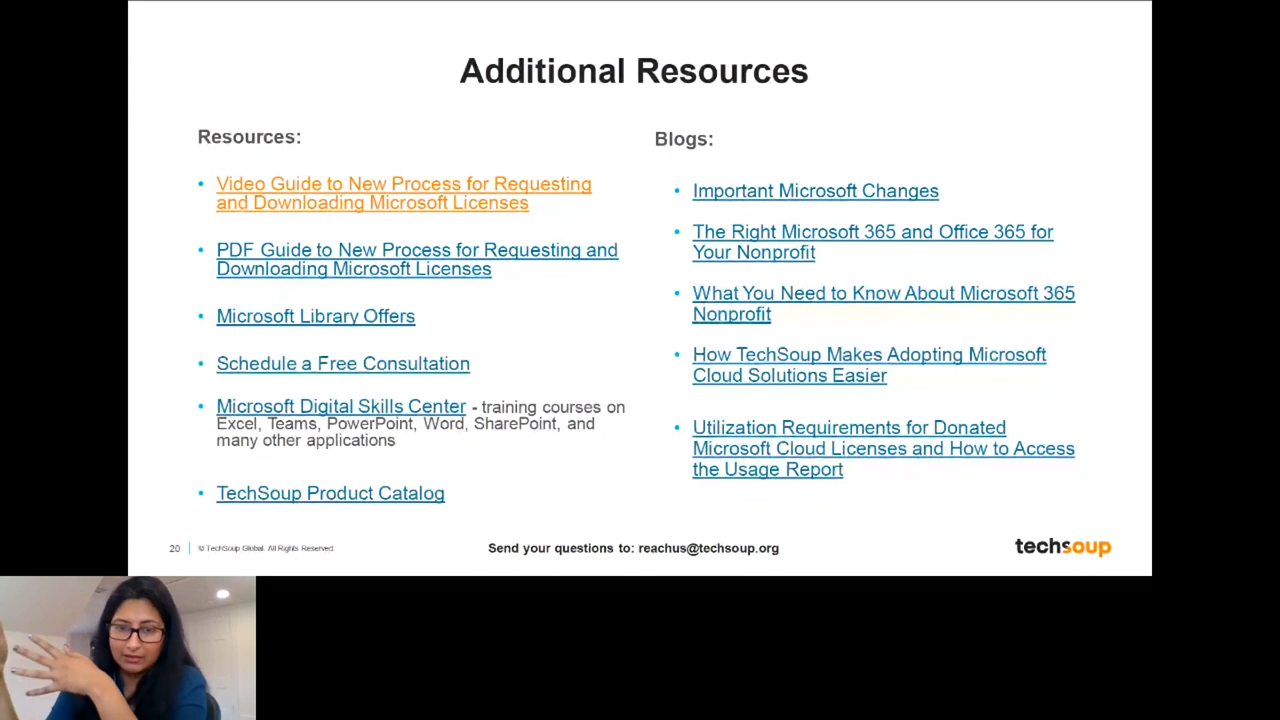 Additional Resources
Resources:
Video Guide to New Process for Requesting
and Downloading Microsoft Licenses
PDF Guide to New Process for Requesting and
Downloading Microsoft Licenses
Microsoft Library Offers
Schedule a Free Consultation
Microsoft Digital Skills Center - training courses on
Excel, Teams, PowerPoint, Word, SharePoint, and
many other applications
TechSoup Product Catalog
Blogs:
Important Microsoft Changes
The Right Microsoft 365 and Office 365 for
Your Nonprofit
What You Need to Know About Microsoft 365
Nonprofit
How TechSoup Makes Adopting Microsoft
Cloud Solutions Easier
Utilization Requirements for Donated
Microsoft Cloud Licenses and How to Access
the Usage Report
20
© TechSoup Global. All Rights Reserved.
Send your questions to: reachus@techsoup.org
techsoup